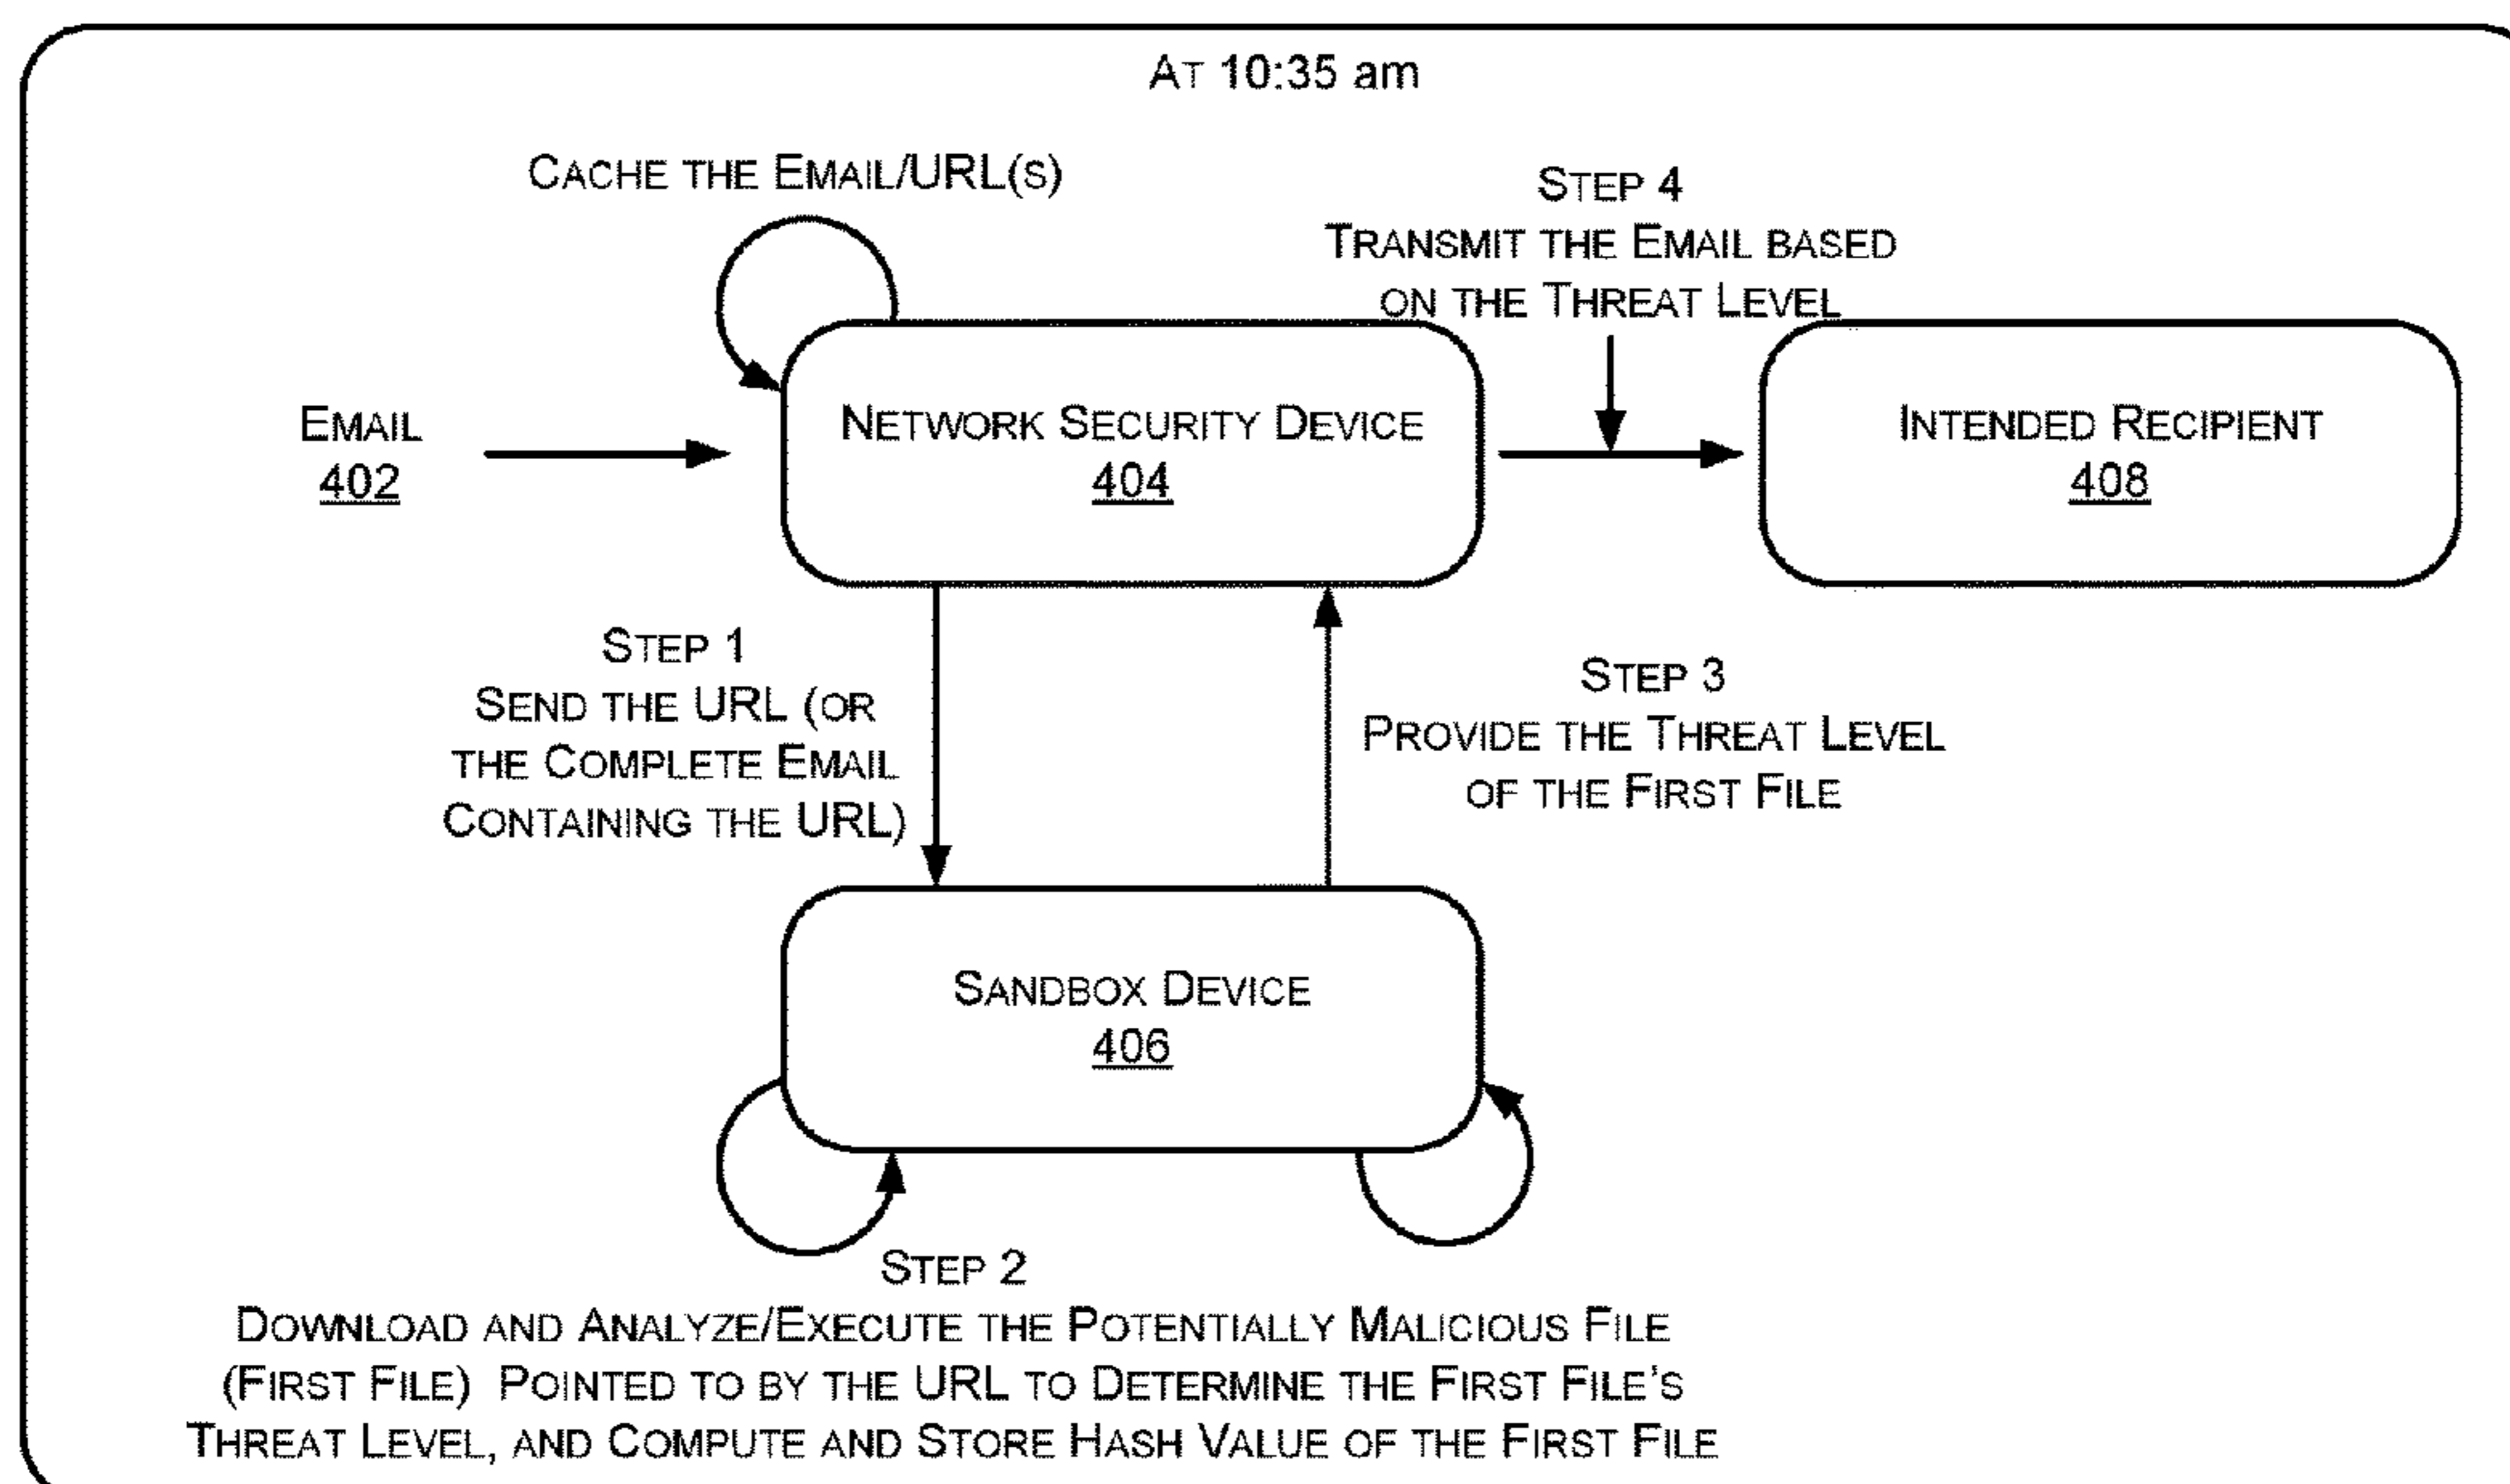 AT 10:35 am
CACHE THE EMAIL/URL(S)
STEP 4
TRANSMIT THE EMAIL BASED
ON THE THREAT LEVEL
EMAIL
402
NETWORK SECURITY DEVICE
404
INTENDED RECIPIENT
408
STEP 1
SEND THE URL (OR
THE COMPLETE EMAIL
CONTAINING THE URL)
STEP 3
PROVIDE THE THREAT LEVEL
OF THE FIRST FILE
SANDBOX DEVICE
406
STEP 2
DOWNLOAD AND ANALYZE/EXECUTE THE POTENTIALLY MALICIOUS FILE
(FIRST FILE) POINTED TO BY THE URL TO DETERMINE THE FIRST FILE'S
THREAT LEVEL, AND COMPUTE AND STORE HASH VALUE OF THE FIRST FILE